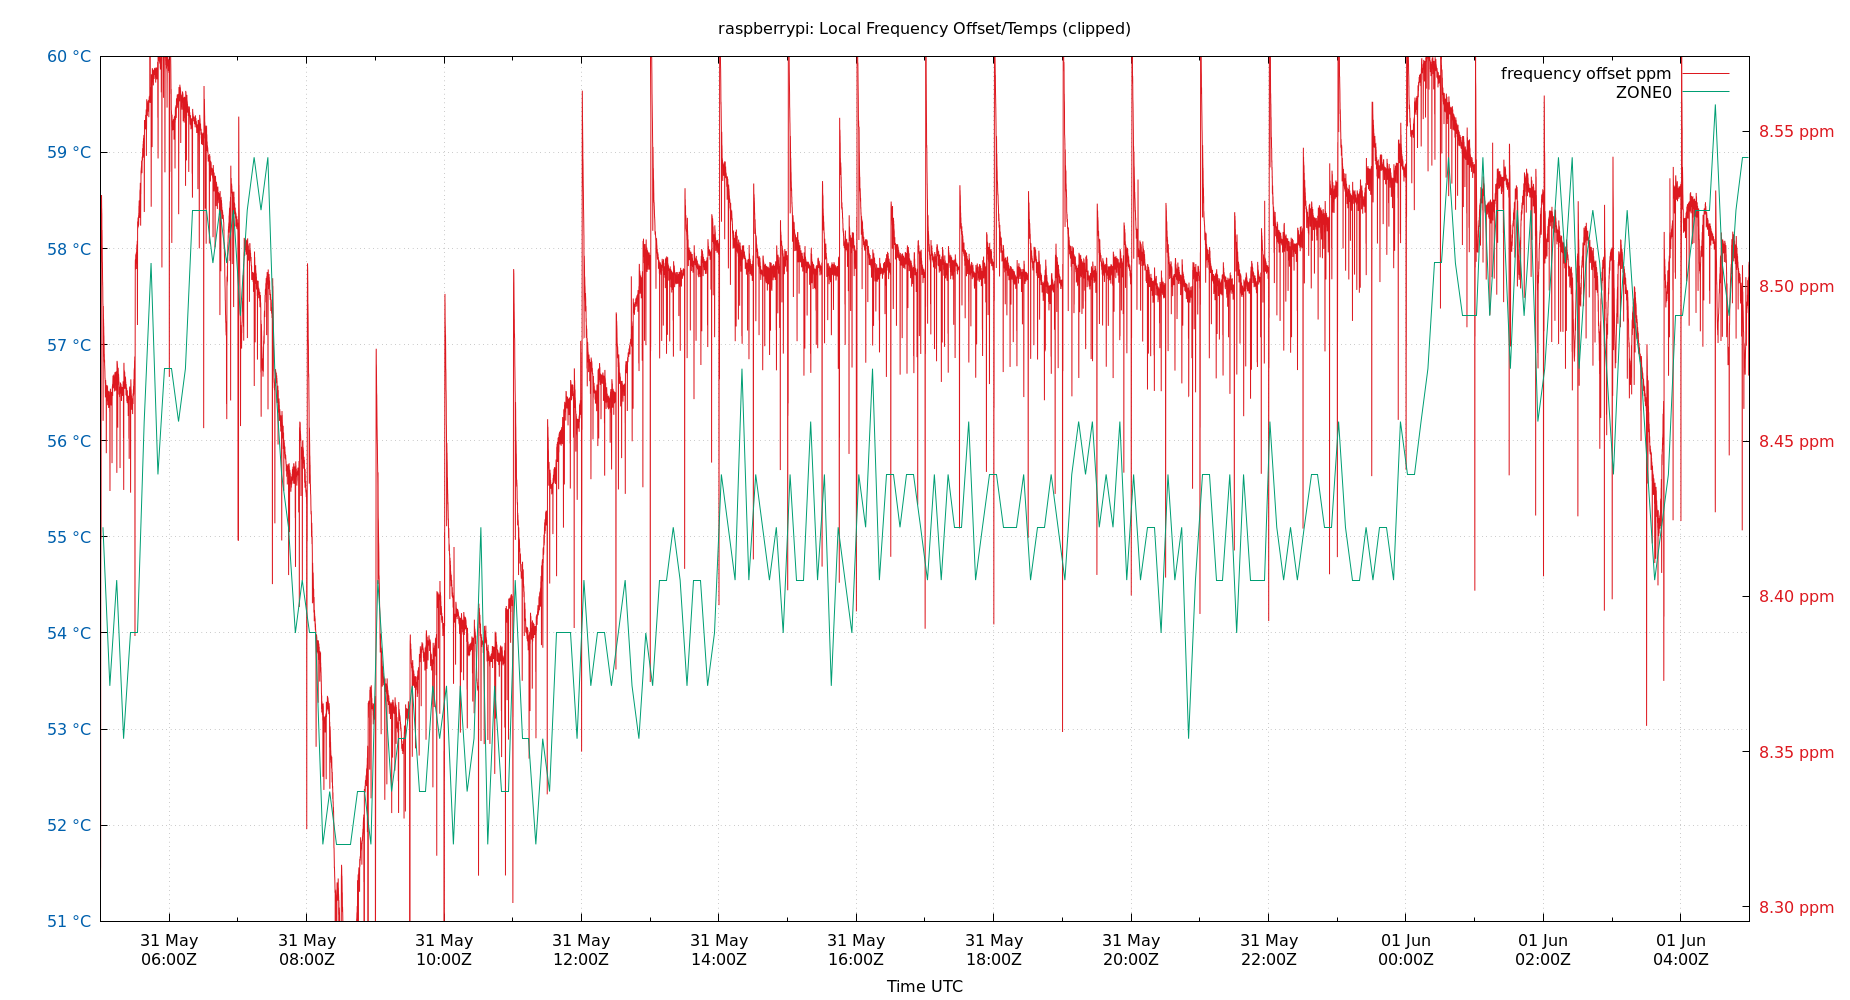 raspberrypi: Local Frequency Offset/Temps (clipped)
frequency offset ppm
ZONE0
60 °C
59 °C
58 °C
57 °C
56 °C
55 °C
54 °C
53 °C
52 °C
51 °C
8.55 ppm
8.50 ppm
8.45 ppm
8.40 ppm
8.35 ppm
8.30 ppm
31 May
06:00Z
31 May
08:00Z
31 May
10:00Z
31 May
12:00Z
31 May
14:00Z
31 May
16:00Z
31 May
18:00Z
31 May
20:00Z
31 May
22:00Z
01 Jun
00:00Z
01 Jun
02:00Z
01 Jun
04:00Z
Time UTC